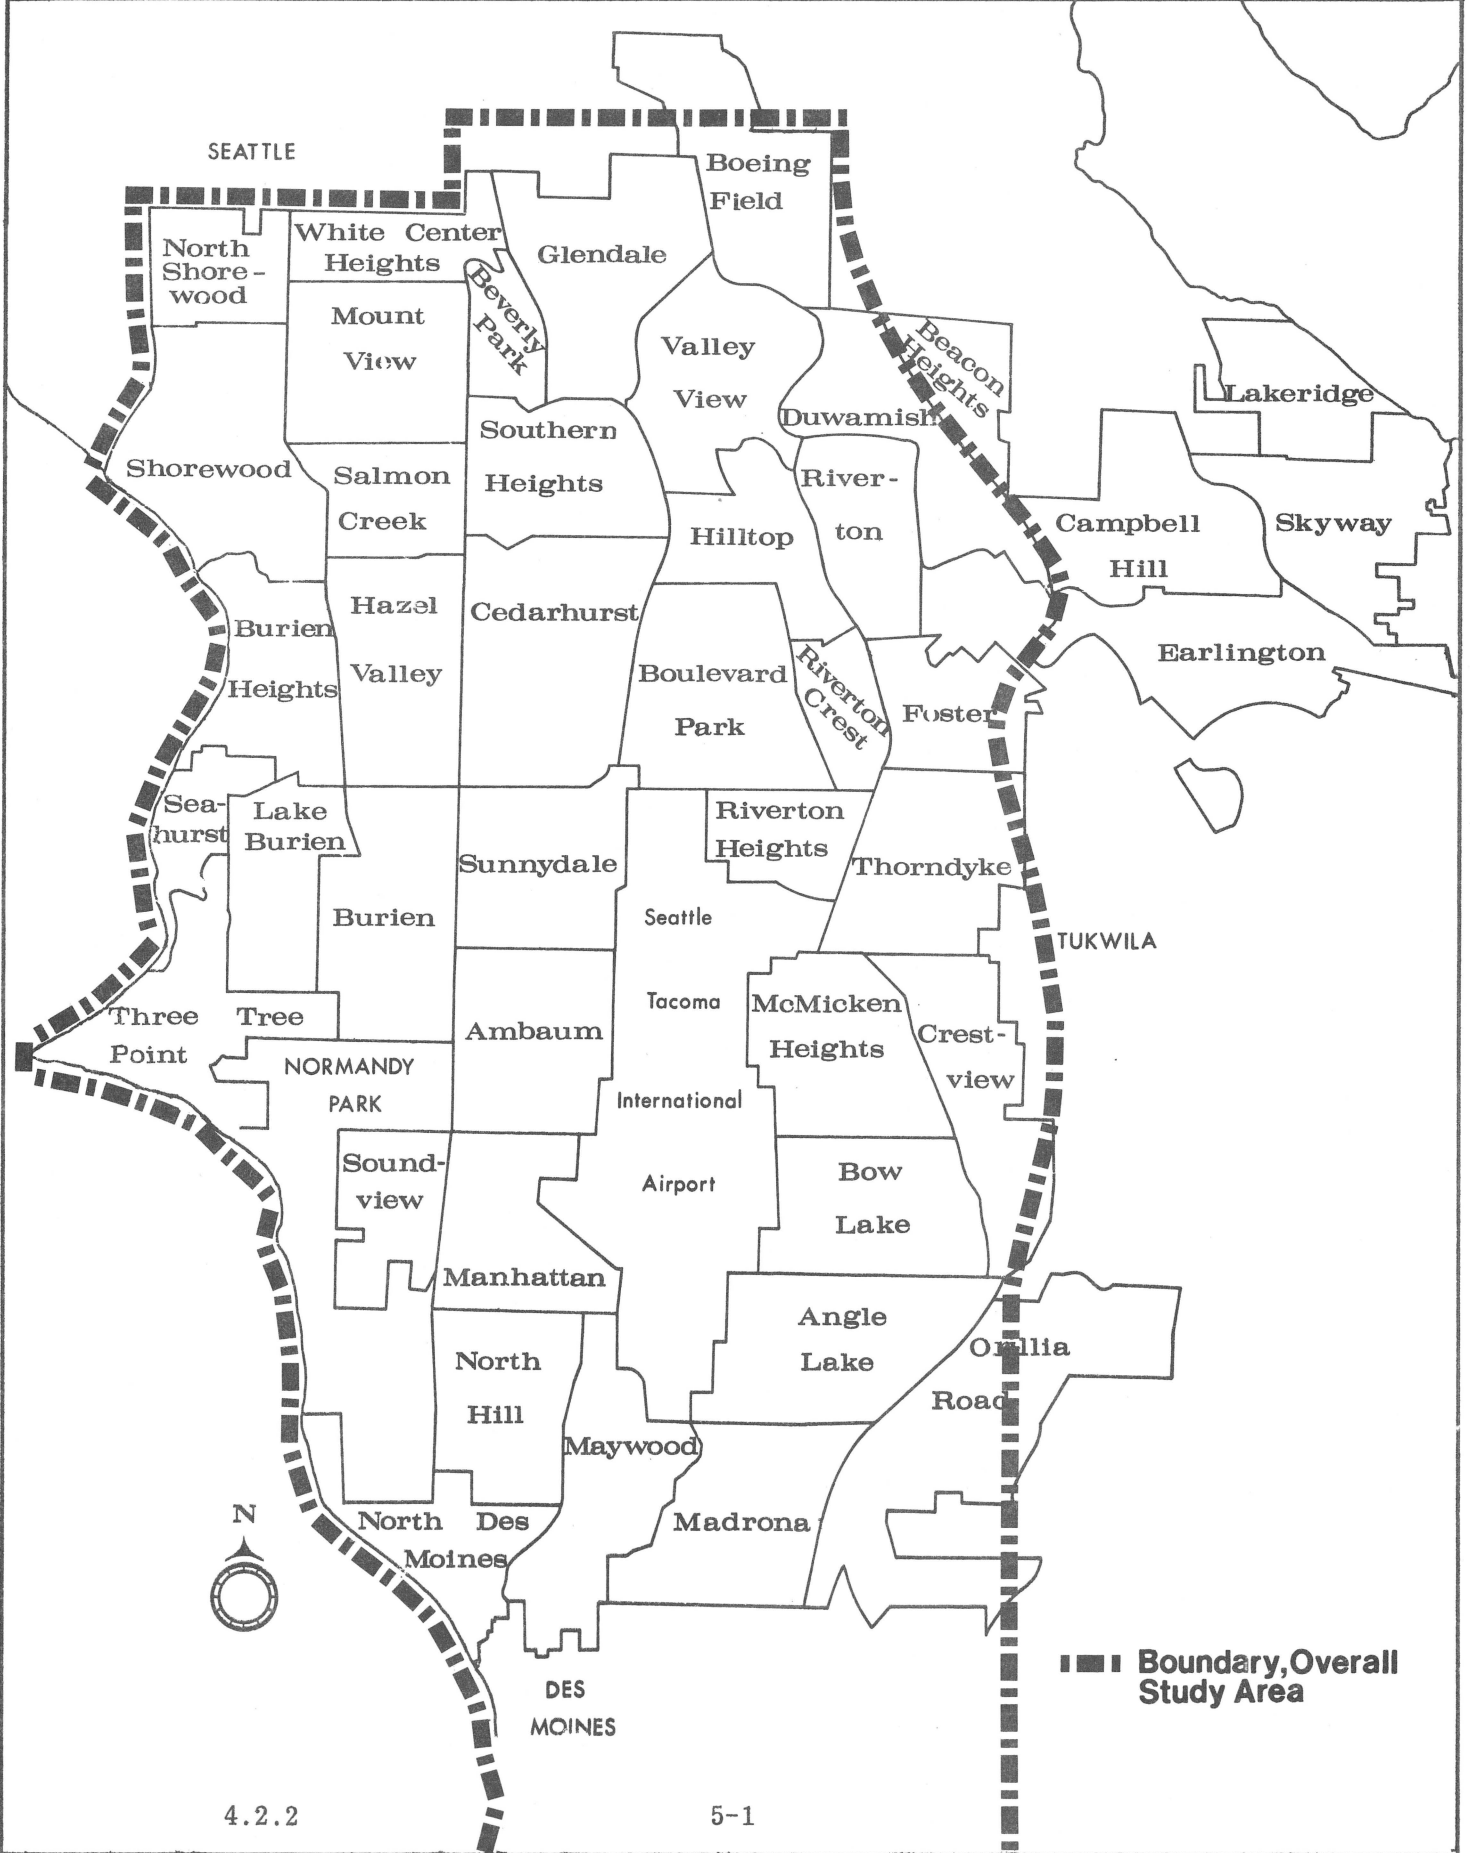 SEATTLE
Boeing
Field
North
Shore-
wood
White Center
Heights
Glendale
Beverly
Park
Mount
View
Valley
View
Beacon
Heights
Duwamish
Lakeridge
Shorewood
Salmon
Creek
Southern
Heights
River-
ton
Hilltop
Campbell
Hill
Skyway
Burien
Heights
Hazel
Valley
Cedarhurst
Boulevard
Park
Riverton
Crest
Foster
Earlington
Sea-
hurst
Lake
Burien
Sunnydale
Riverton
Heights
Thorndyke
Burien
Seattle
Tacoma
International
Airport
TUKWILA
Three Tree
Point
Ambaum
McMicken
Heights
Crest-
view
NORMANDY
PARK
Sound-
view
Bow
Lake
Manhattan
Angle
Lake
Orillia
Road
North
Hill
Maywood
Madrona
North Des
Moines
N
DES
MOINES
Boundary,Overall
Study Area
4.2.2 5-1